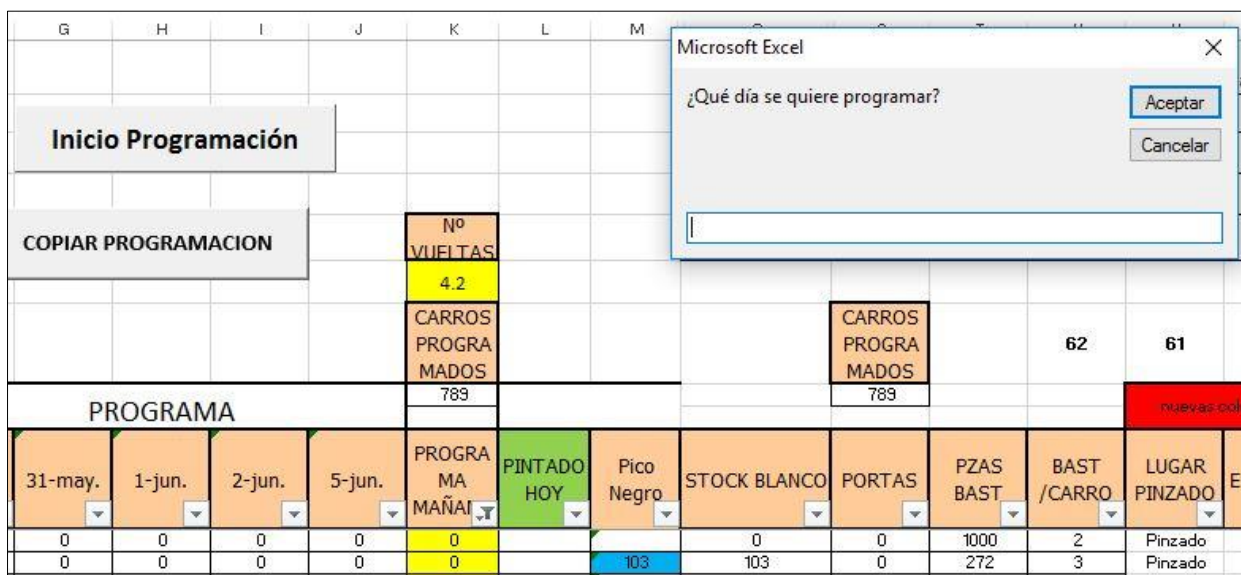 G H I J K L M
Microsoft Excel
¿Qué día se quiere programar?
Aceptar
Cancelar
Inicio Programación
COPIAR PROGRAMACION
Nº
VUELTAS
4.2
CARROS
PROGRA
MADOS
789
CARROS
PROGRA
MADOS
789
62 61
PROGRAMA
nuevas col
31-may. 1-jun. 2-jun. 5-jun. PROGRA MA MAÑAN PINTADO HOY Pico Negro STOCK BLANCO PORTAS PZAS BAST BAST /CARRO LUGAR PINZADO E
0 0 0 0 0 0 0 1000 2 Pinzado
0 0 0 0 0 103 103 0 272 3 Pinzado